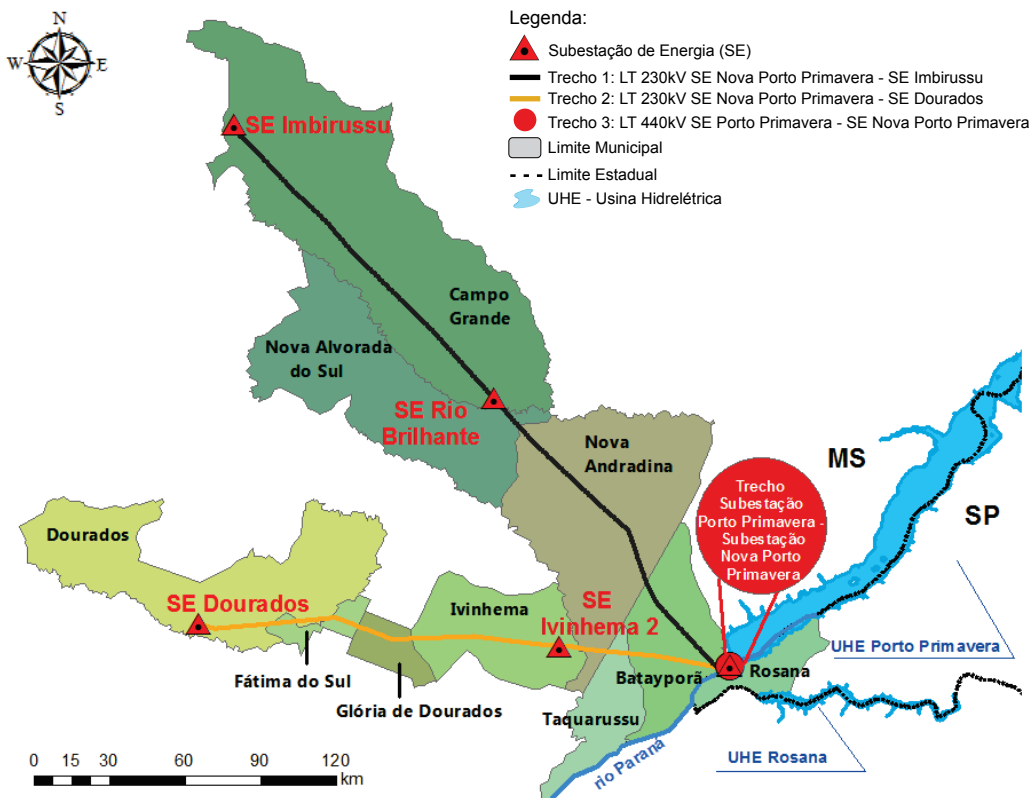 N
W
E
S
Legenda:
Subestação de Energia (SE)
Trecho 1: LT 230kV SE Nova Porto Primavera - SE Imbirussu
Trecho 2: LT 230kV SE Nova Porto Primavera - SE Dourados
Trecho 3: LT 440kV SE Porto Primavera - SE Nova Porto Primavera
Limite Municipal
Limite Estadual
UHE - Usina Hidrelétrica
SE Imbirussu
Campo
Grande
Nova Alvorada
do Sul
SE Rio
Brilhante
Nova
Andradina
MS
SP
Trecho
Subestação
Porto Primavera -
Subestação
Nova Porto
Primavera
Dourados
SE Dourados
Ivinhema
SE
Ivinhema 2
UHE Porto Primavera
Fátima do Sul
Batayporã
Rosana
Glória de Dourados
Taquarussu
rio Paraná
UHE Rosana
0 15 30 60 90 120
km